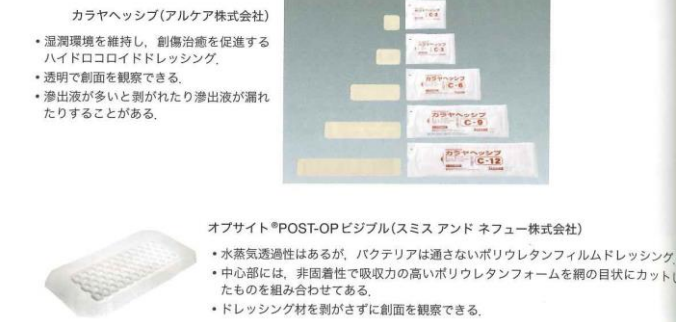 カラヤヘッシブ(アルケア株式会社)
・湿潤環境を維持し，創傷治癒を促進する
ハイドロコロイドドレッシング．
・透明で創面を観察できる．
・滲出液が多いと剥がれたり滲出液が漏れ
たりすることがある．
カラヤヘッシブ
C-6
カラヤヘッシブ
C-9
カラヤヘッシブ
C-12
オプサイト®POST-OPビジブル(スミス アンド ネフュー株式会社)
・水蒸気透過性はあるが，バクテリアは通さないポリウレタンフィルムドレッシング
・中心部には，非固着性で吸収力の高いポリウレタンフォームを網の目状にカットし
たものを組み合わせてある．
・ドレッシング材を剥がさずに創面を観察できる．